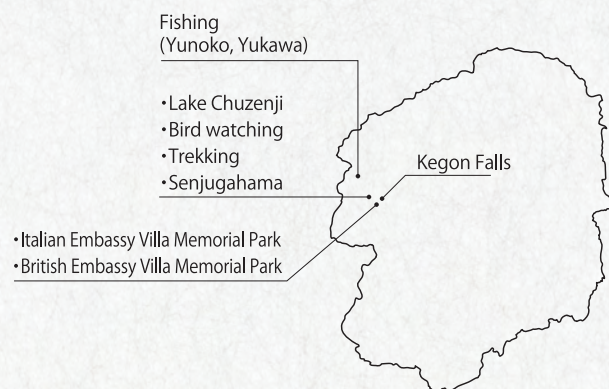 Fishing
(Yunoko, Yukawa)
•Lake Chuzenji
•Bird watching
•Trekking
•Senjugahama
Kegon Falls
•Italian Embassy Villa Memorial Park
•British Embassy Villa Memorial Park